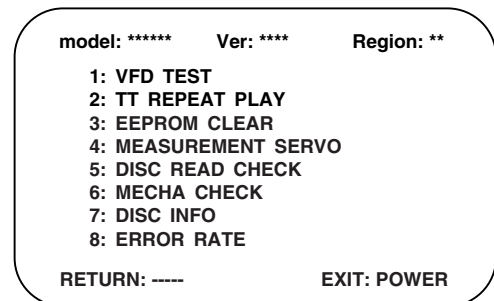 model: ****** Ver: **** Region: **
1: VFD TEST
2: TT REPEAT PLAY
3: EEPROM CLEAR
4: MEASUREMENT SERVO
5: DISC READ CHECK
6: MECHA CHECK
7: DISC INFO
8: ERROR RATE
RETURN: ----- EXIT: POWER